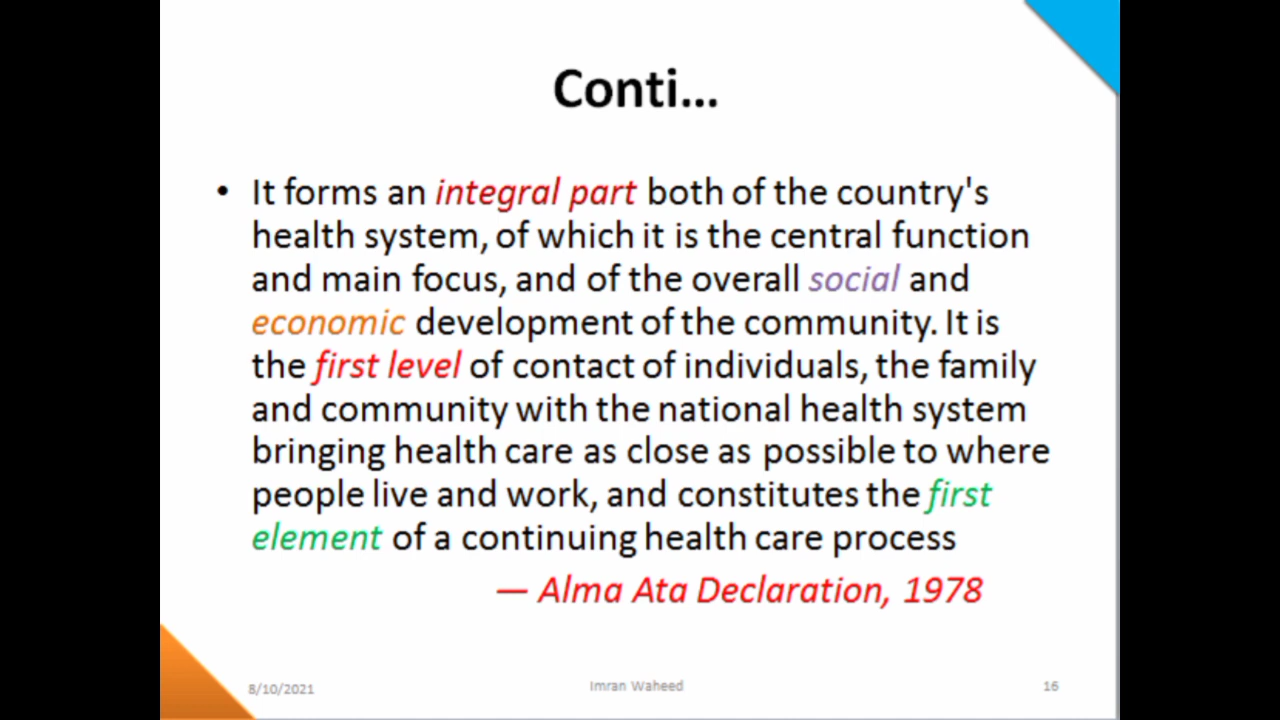 Conti...
• It forms an integral part both of the country's
health system, of which it is the central function
and main focus, and of the overall social and
economic development of the community. It is
the first level of contact of individuals, the family
and community with the national health system
bringing health care as close as possible to where
people live and work, and constitutes the first
element of a continuing health care process
— Alma Ata Declaration, 1978
8/10/2021
Imran Waheed
16